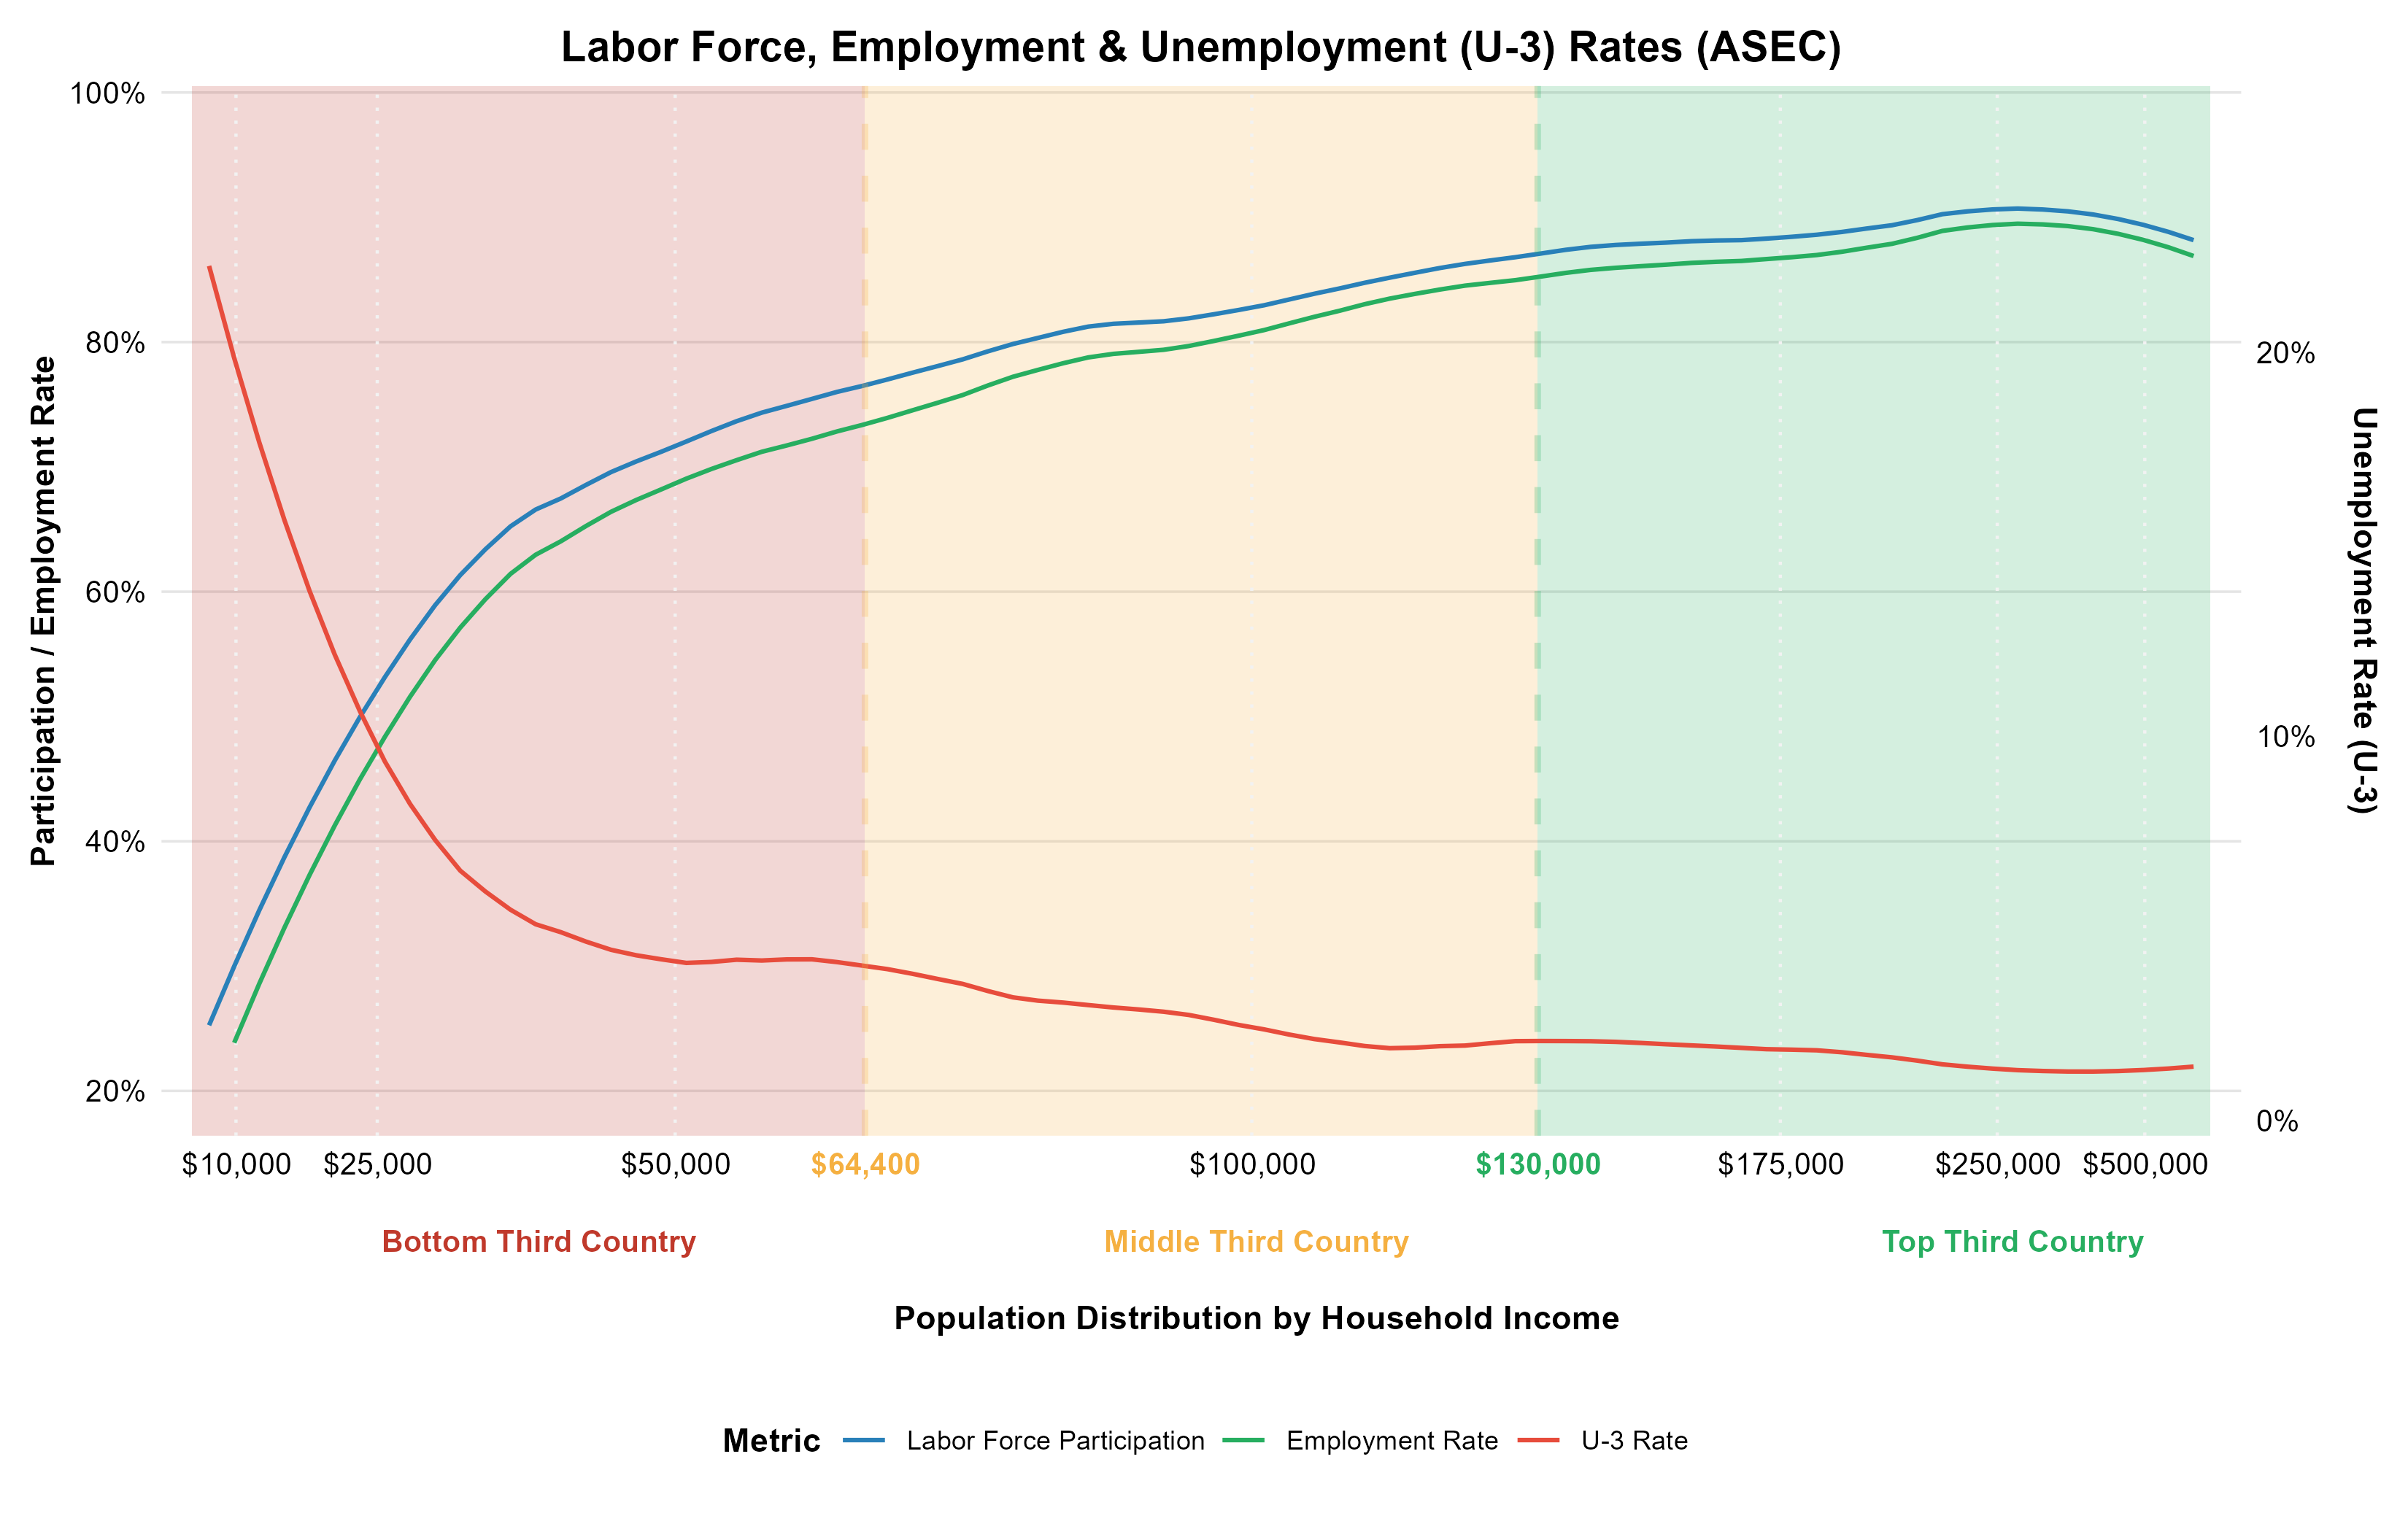 Labor Force, Employment & Unemployment (U-3) Rates (ASEC)
100%
80%
60%
40%
20%
Participation / Employment Rate
20%
10%
0%
Unemployment Rate (U-3)
$10,000 $25,000 $50,000 $64,400 $100,000 $130,000 $175,000 $250,000 $500,000
Bottom Third Country Middle Third Country Top Third Country
Population Distribution by Household Income
Metric Labor Force Participation Employment Rate U-3 Rate